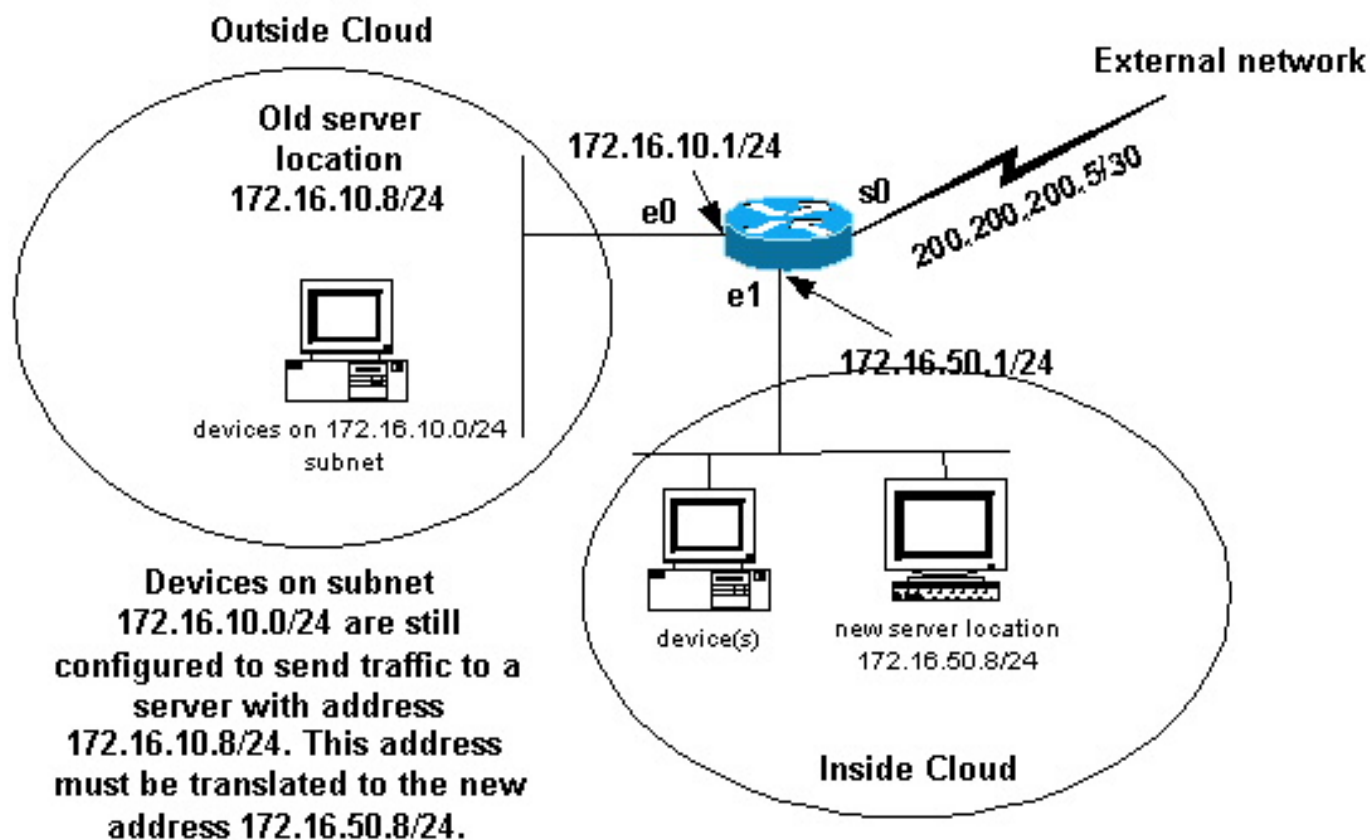 Outside Cloud
External network
Old server
location
172.16.10.8/24
172.16.10.1/24
e0
s0
200.200.200.5/30
e1
172.16.50.1/24
devices on 172.16.10.0/24
subnet
device(s)
new server location
172.16.50.8/24
Inside Cloud
Devices on subnet
172.16.10.0/24 are still
configured to send traffic to a
server with address
172.16.10.8/24. This address
must be translated to the new
address 172.16.50.8/24.